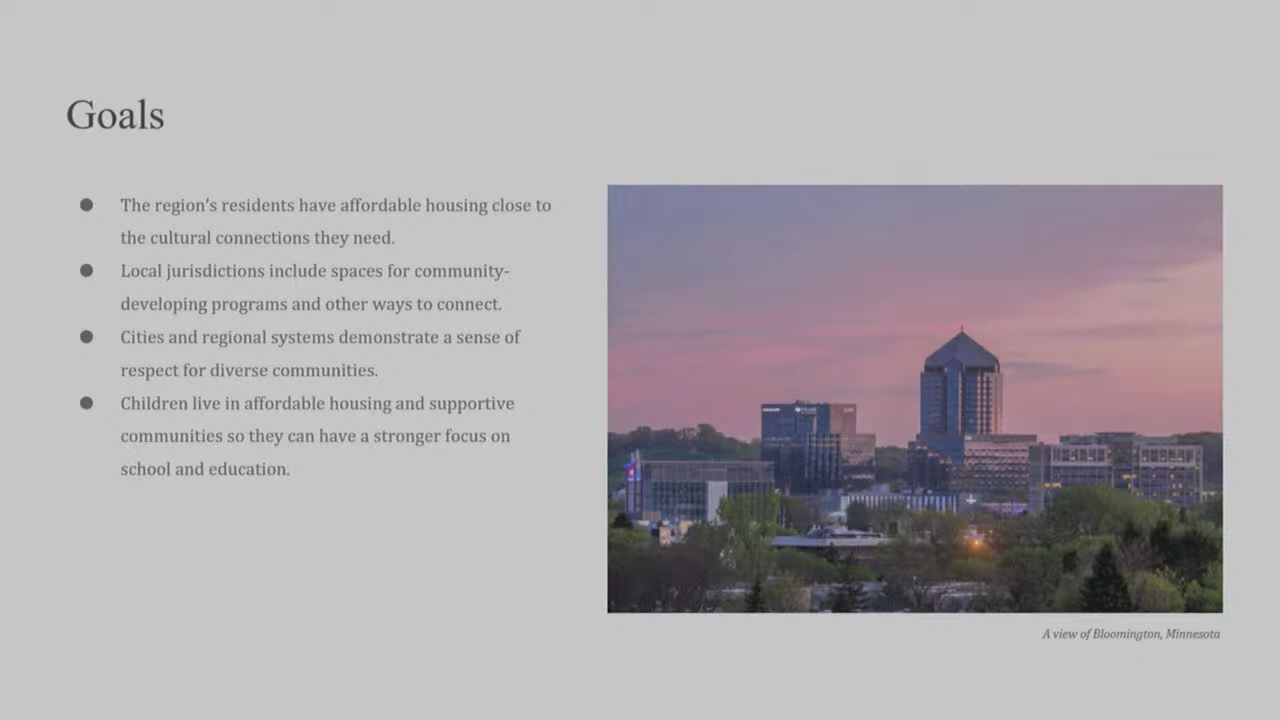 Goals
● The region's residents have affordable housing close to
the cultural connections they need.
● Local jurisdictions include spaces for community-
developing programs and other ways to connect.
● Cities and regional systems demonstrate a sense of
respect for diverse communities.
● Children live in affordable housing and supportive
communities so they can have a stronger focus on
school and education.
A view of Bloomington, Minnesota